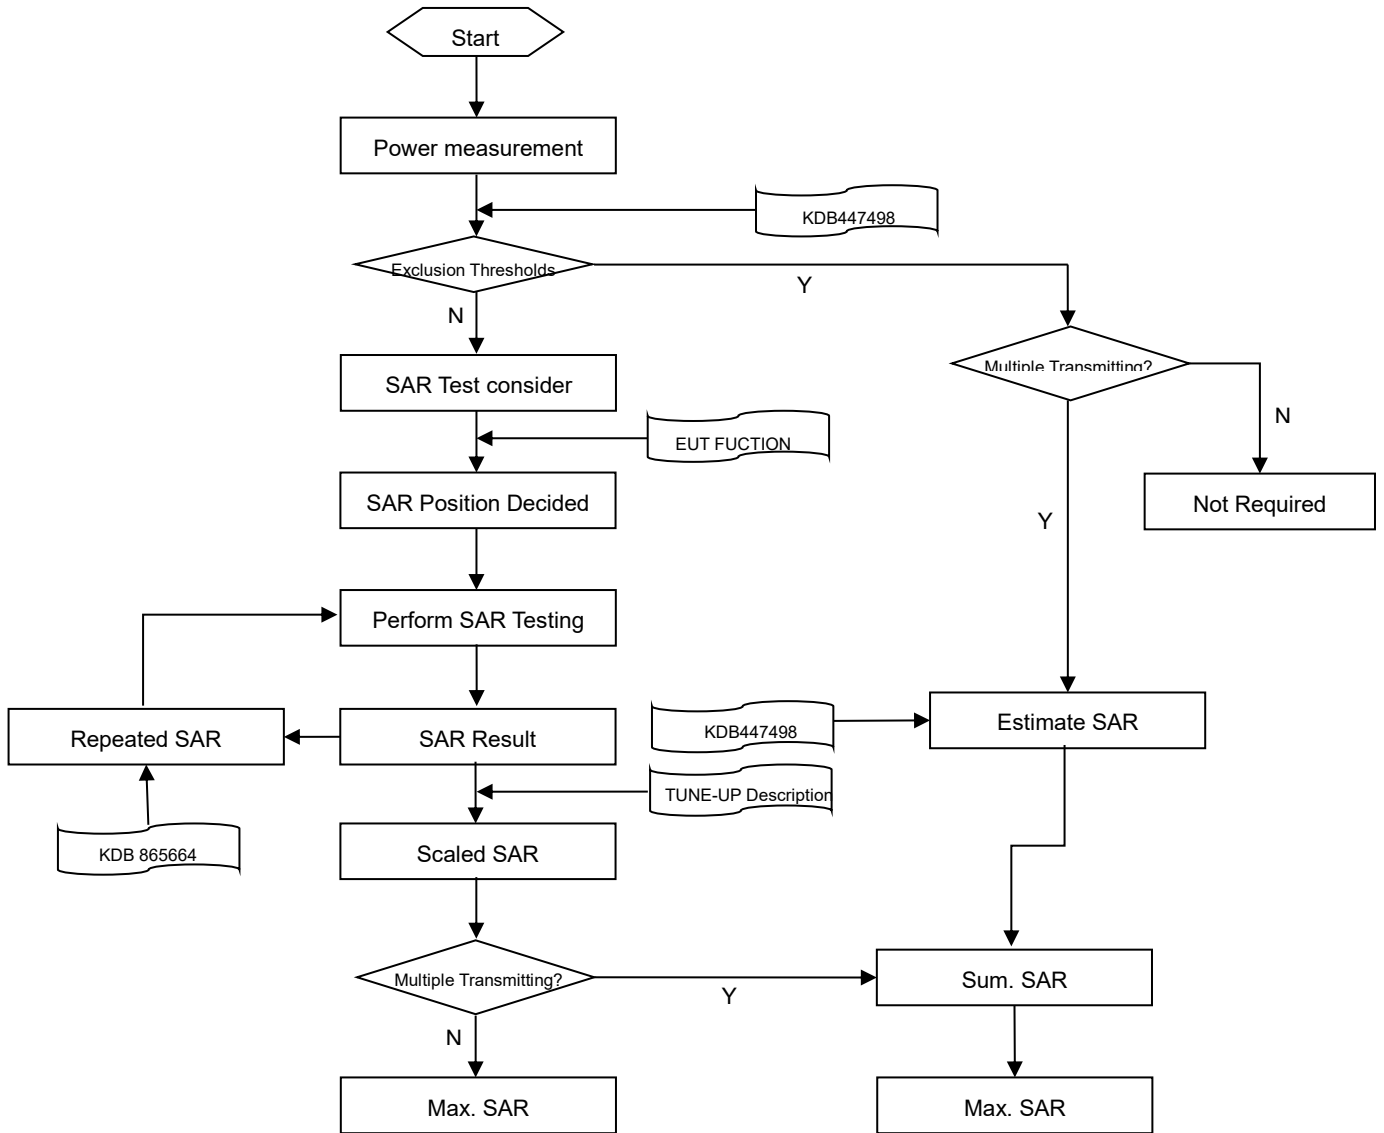 Start
Power measurement
KDB447498
Exclusion Thresholds
Y
N
Multiple Transmitting?
SAR Test consider
N
EUT FUCTION
SAR Position Decided
Not Required
Y
Perform SAR Testing
KDB447498
Estimate SAR
Repeated SAR
SAR Result
TUNE-UP Description
KDB 865664
Scaled SAR
Multiple Transmitting?
Y
Sum. SAR
N
Max. SAR
Max. SAR